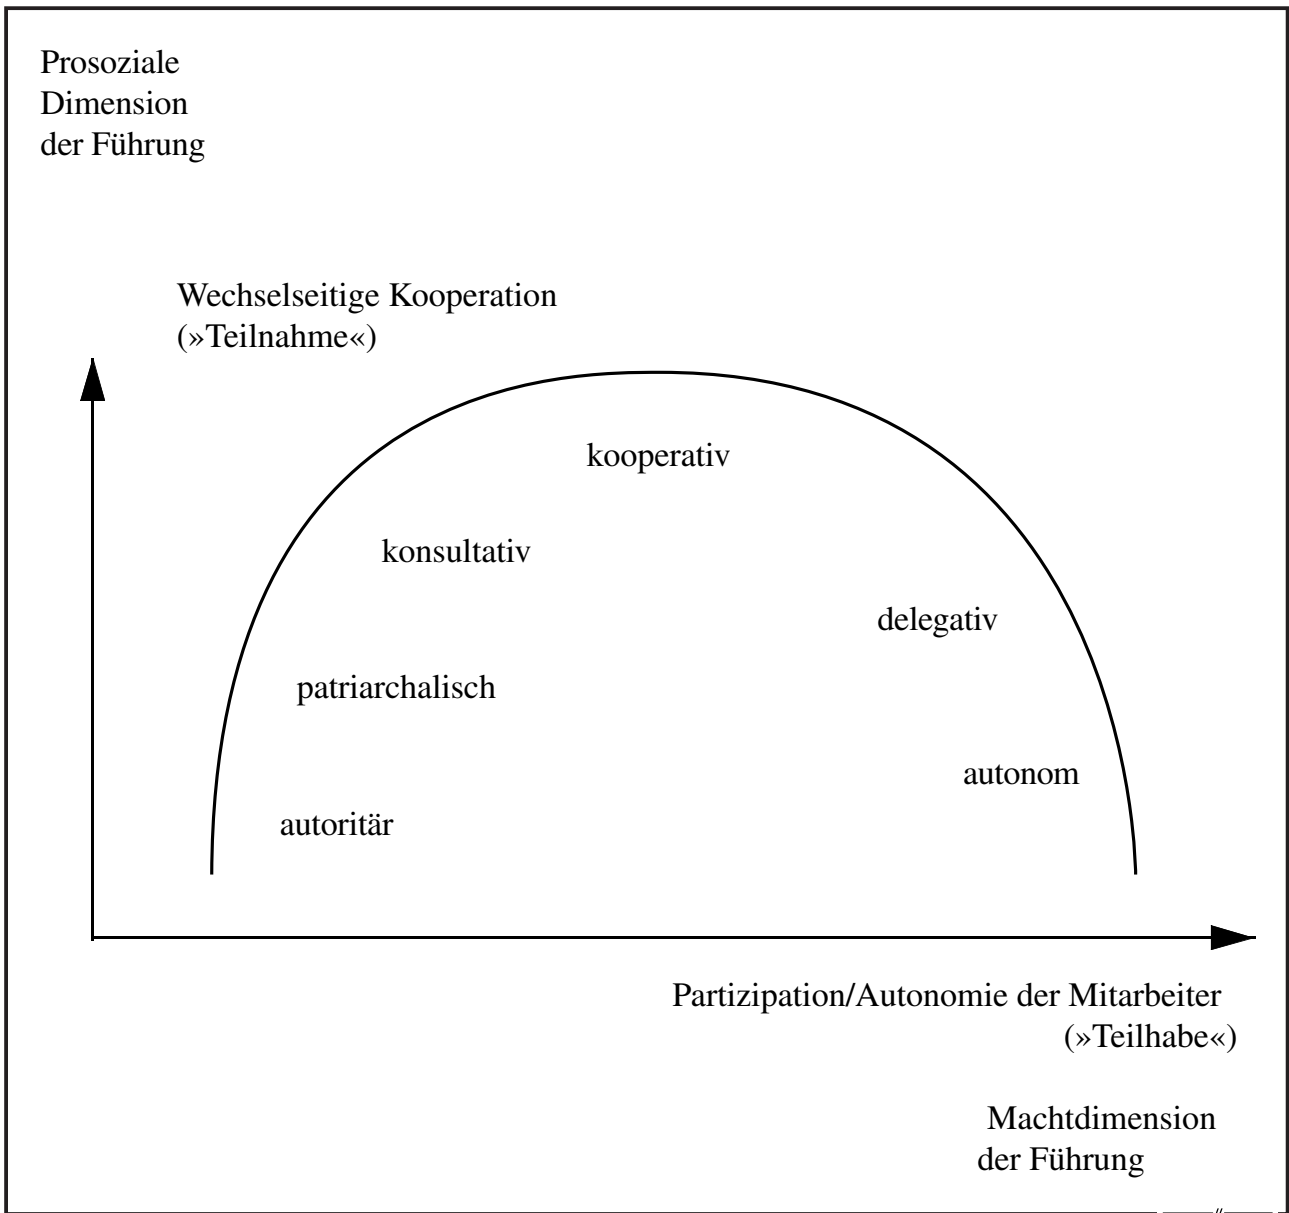 Prosoziale
Dimension
der Führung
Wechselseitige Kooperation
(»Teilnahme«)
kooperativ
konsultativ
delegativ
patriarchalisch
autonom
autoritär
Partizipation/Autonomie der Mitarbeiter
(»Teilhabe«)
Machtdimension
der Führung